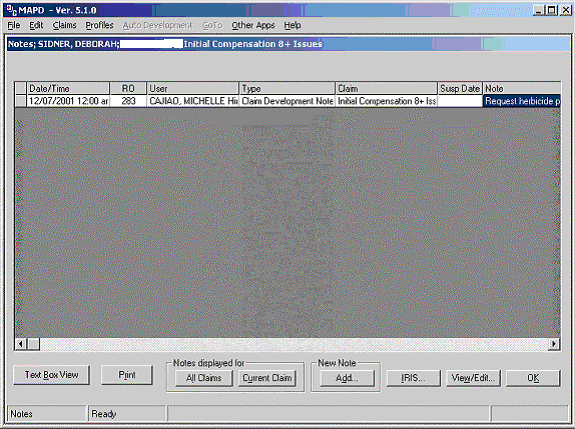 MAPD - Ver. 5.1.0
File Edit Claims Profiles Auto Development GoTo Other Apps Help
Notes; SIDNER, DEBORAH; Initial Compensation 8+ Issues
Date/Time RO User Type Claim Susp Date Note
12/07/2001 12:00 ar 283 CAJIAO, MICHELLE Hi Claim Development Note Initial Compensation 8+ Iss Request herbicide p
Notes displayed for New Note
Text Box View Print All Claims Current Claim Add... IRIS... View/Edit... OK
Notes Ready